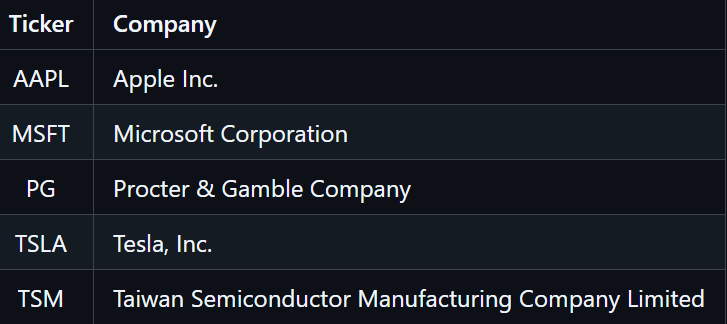 Ticker Company
AAPL Apple Inc.
MSFT Microsoft Corporation
PG Procter & Gamble Company
TSLA Tesla, Inc.
TSM Taiwan Semiconductor Manufacturing Company Limited